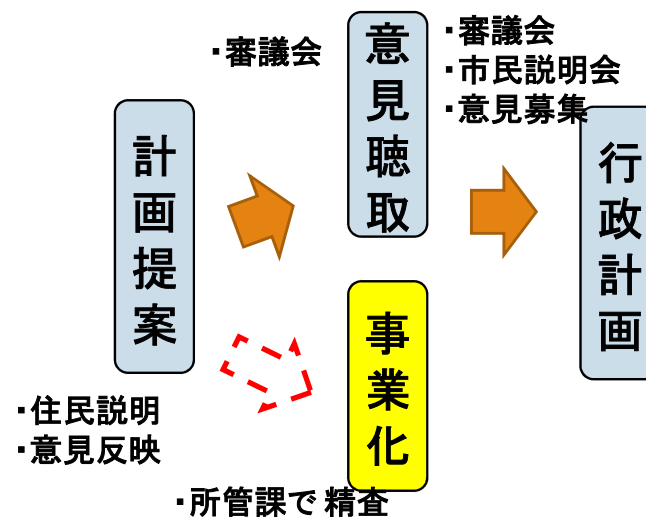 ・審議会
意見聴取
・審議会
・市民説明会
・意見募集
計画提案
行政計画
事業化
・住民説明
・意見反映
・所管課で精査